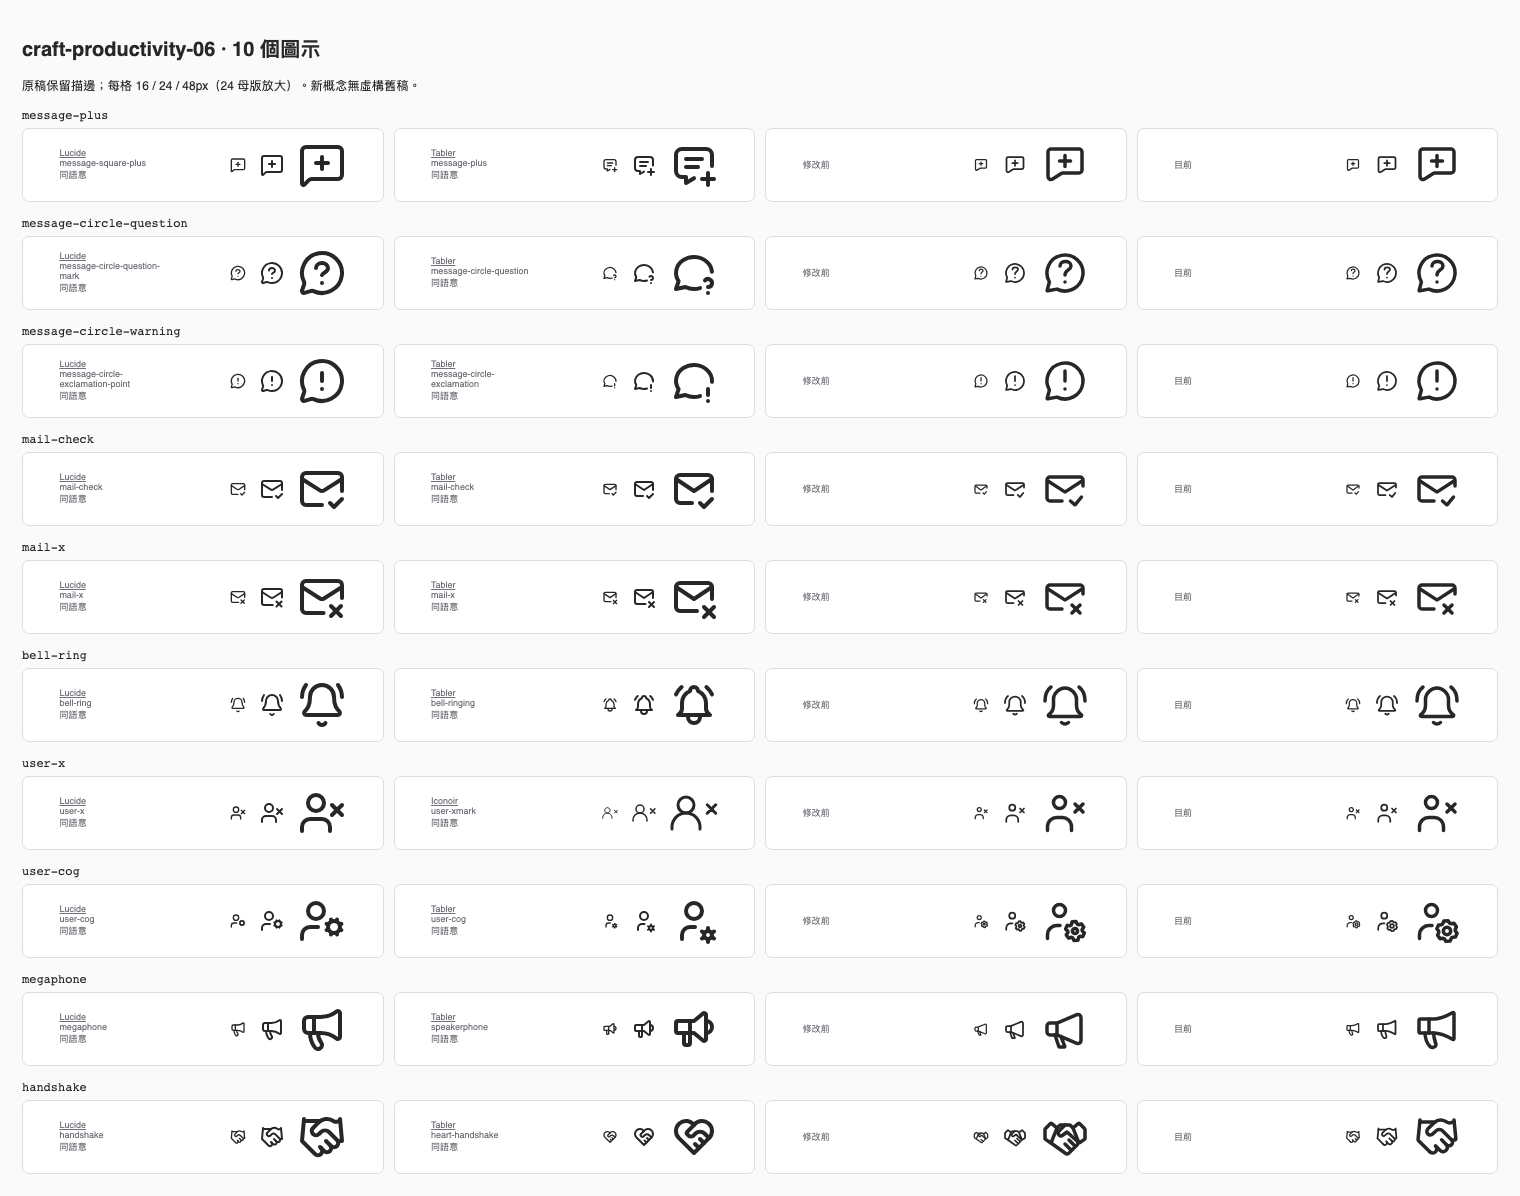 craft-productivity-06 · 10 個圖示
原稿保留描邊；每格 16 / 24 / 48px（24 母版放大）。新概念無虛構舊稿。
message-plus
Lucide
message-square-plus
同語意
Tabler
message-plus
同語意
修改前
目前
message-circle-question
Lucide
message-circle-question-
mark
同語意
Tabler
message-circle-question
同語意
修改前
目前
message-circle-warning
Lucide
message-circle-
exclamation-point
同語意
Tabler
message-circle-
exclamation
同語意
修改前
目前
mail-check
Lucide
mail-check
同語意
Tabler
mail-check
同語意
修改前
目前
mail-x
Lucide
mail-x
同語意
Tabler
mail-x
同語意
修改前
目前
bell-ring
Lucide
bell-ring
同語意
Tabler
bell-ringing
同語意
修改前
目前
user-x
Lucide
user-x
同語意
Iconoir
user-xmark
同語意
修改前
目前
user-cog
Lucide
user-cog
同語意
Tabler
user-cog
同語意
修改前
目前
megaphone
Lucide
megaphone
同語意
Tabler
speakerphone
同語意
修改前
目前
handshake
Lucide
handshake
同語意
Tabler
heart-handshake
同語意
修改前
目前